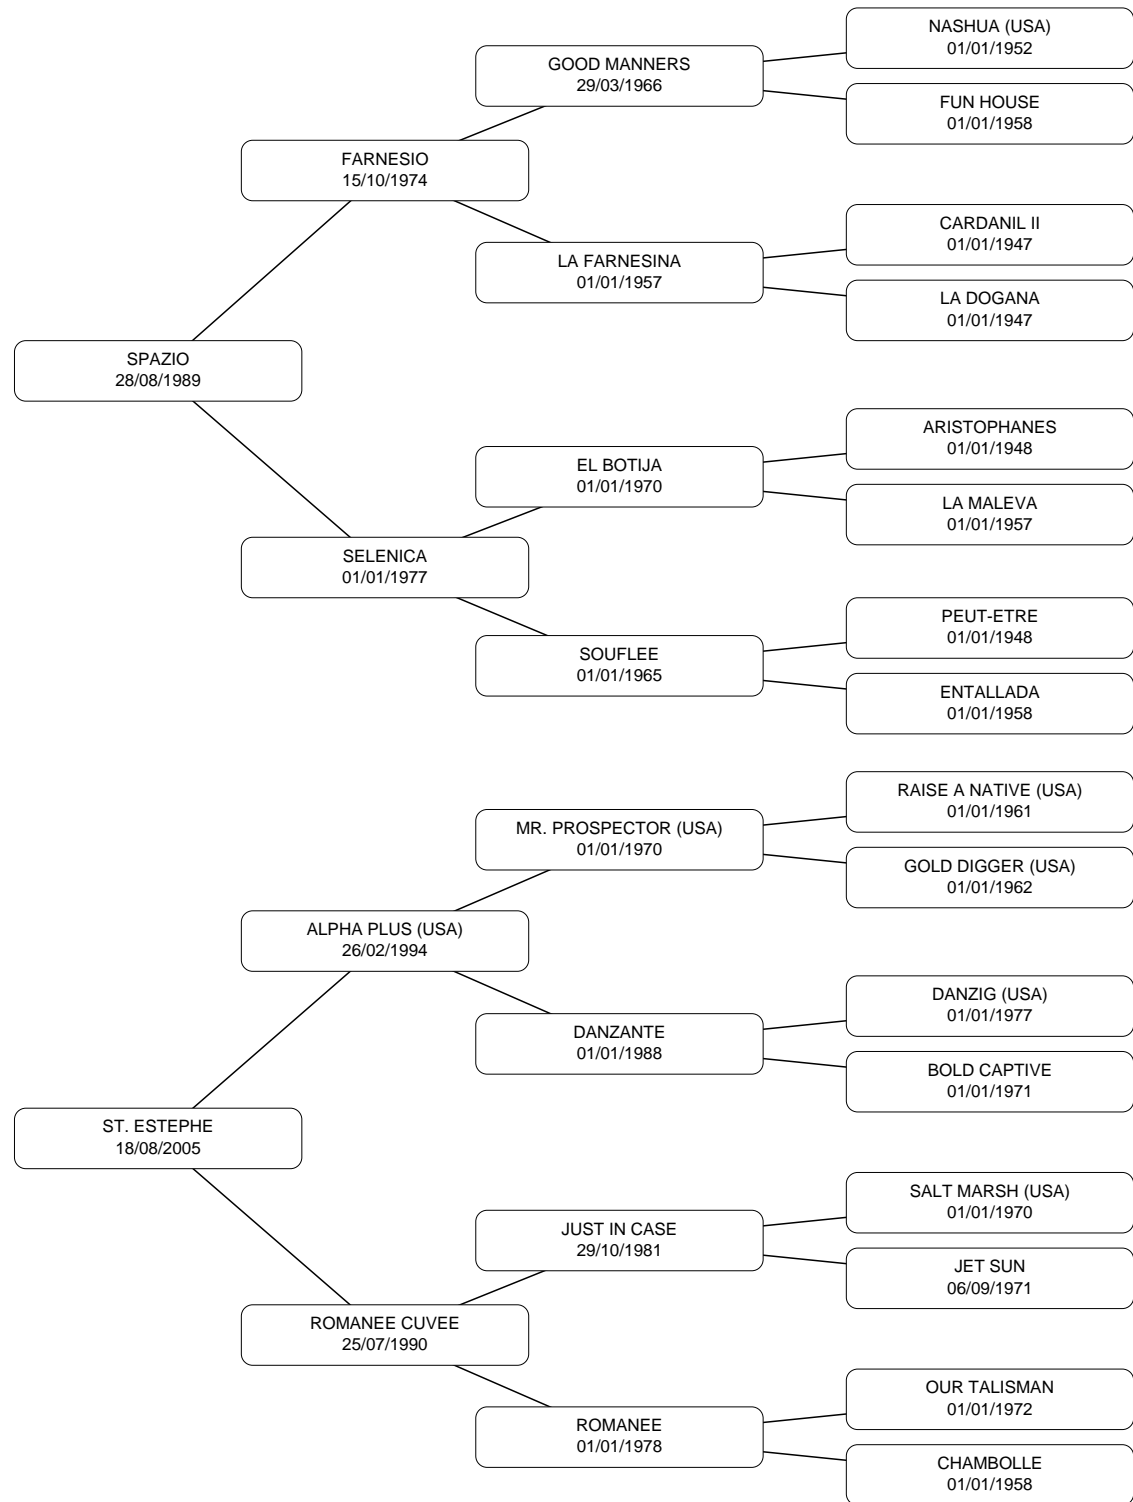 NASHUA (USA)
01/01/1952
GOOD MANNERS
29/03/1966
FUN HOUSE
01/01/1958
FARNESIO
15/10/1974
CARDANIL II
01/01/1947
LA FARNESINA
01/01/1957
LA DOGANA
01/01/1947
SPAZIO
28/08/1989
ARISTOPHANES
01/01/1948
EL BOTIJA
01/01/1970
LA MALEVA
01/01/1957
SELENICA
01/01/1977
PEUT-ETRE
01/01/1948
SOUFLEE
01/01/1965
ENTALLADA
01/01/1958
RAISE A NATIVE (USA)
01/01/1961
MR. PROSPECTOR (USA)
01/01/1970
GOLD DIGGER (USA)
01/01/1962
ALPHA PLUS (USA)
26/02/1994
DANZIG (USA)
01/01/1977
DANZANTE
01/01/1988
BOLD CAPTIVE
01/01/1971
ST. ESTEPHE
18/08/2005
SALT MARSH (USA)
01/01/1970
JUST IN CASE
29/10/1981
JET SUN
06/09/1971
ROMANEE CUVEE
25/07/1990
OUR TALISMAN
01/01/1972
ROMANEE
01/01/1978
CHAMBOLLE
01/01/1958